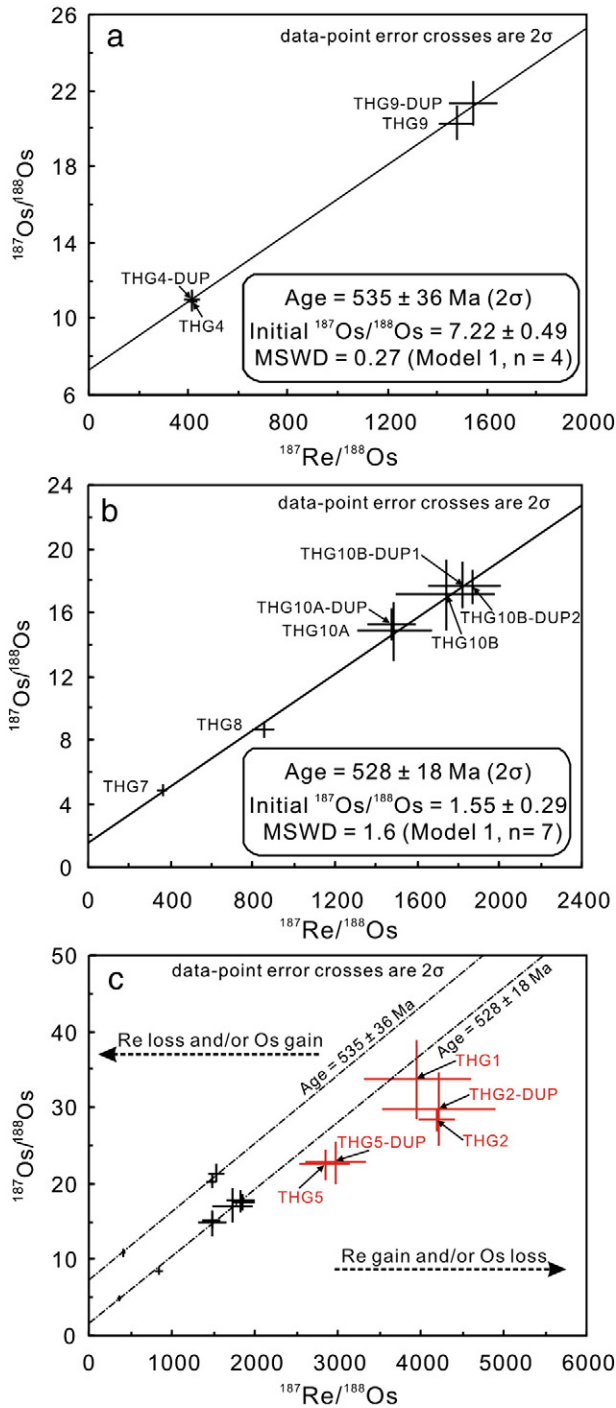 a
data-point error crosses are 2σ
26
22
18
14
10
6
¹⁸⁷Os/¹⁸⁸Os
THG9-DUP
THG9
THG4-DUP
THG4
Age = 535 ± 36 Ma (2σ)
Initial ¹⁸⁷Os/¹⁸⁸Os = 7.22 ± 0.49
MSWD = 0.27 (Model 1, n = 4)
0 400 800 1200 1600 2000
¹⁸⁷Re/¹⁸⁸Os
b
data-point error crosses are 2σ
24
20
16
12
8
4
0
¹⁸⁷Os/¹⁸⁸Os
THG10B-DUP1
THG10A-DUP
THG10B-DUP2
THG10A
THG10B
THG8
THG7
Age = 528 ± 18 Ma (2σ)
Initial ¹⁸⁷Os/¹⁸⁸Os = 1.55 ± 0.29
MSWD = 1.6 (Model 1, n= 7)
0 400 800 1200 1600 2000 2400
¹⁸⁷Re/¹⁸⁸Os
c
data-point error crosses are 2σ
50
40
30
20
10
0
¹⁸⁷Os/¹⁸⁸Os
Re loss and/or Os gain
Age = 535 ± 36 Ma
Age = 528 ± 18 Ma
THG1
THG2-DUP
THG2
THG5-DUP
THG5
Re gain and/or Os loss
0 1000 2000 3000 4000 5000 6000
¹⁸⁷Re/¹⁸⁸Os